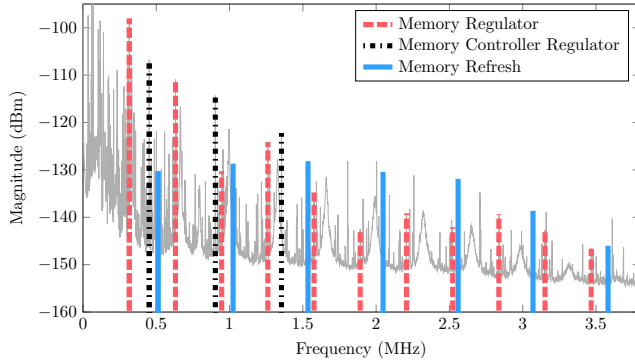 Memory Regulator
Memory Controller Regulator
Memory Refresh
Magnitude (dBm)
−100
−110
−120
−130
−140
−150
−160
0 0.5 1 1.5 2 2.5 3 3.5
Frequency (MHz)